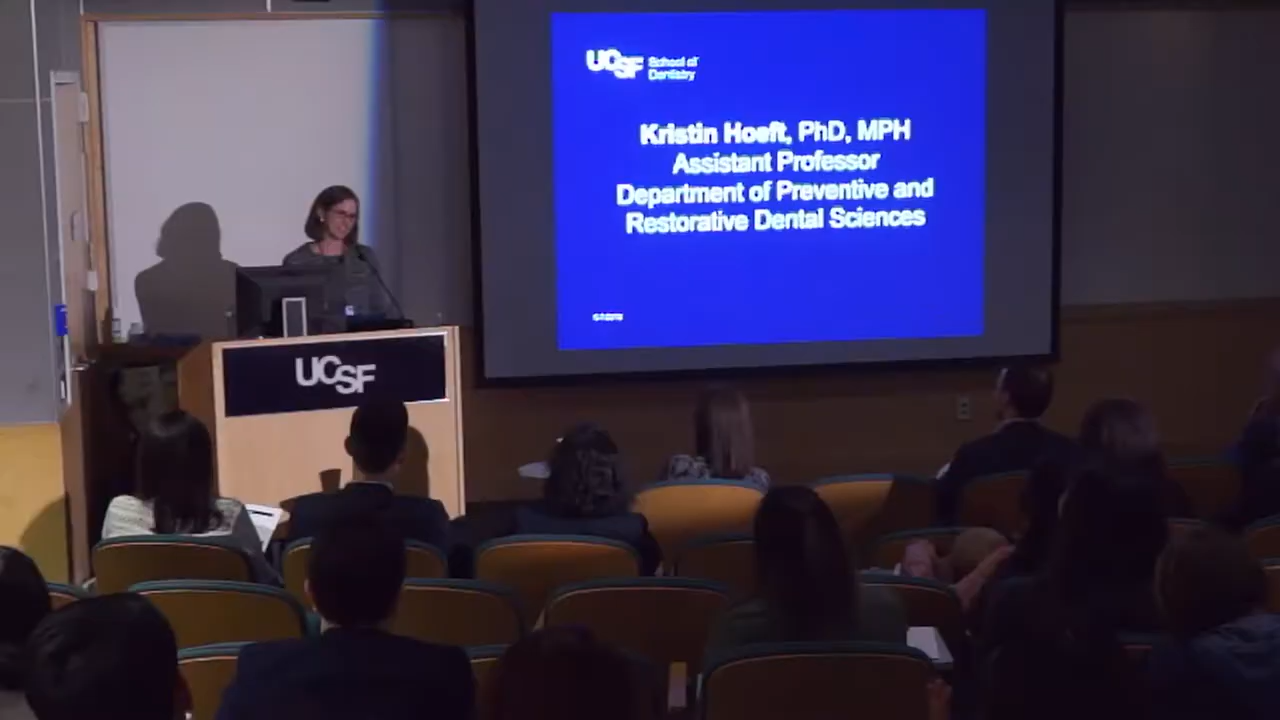 UCSF School of
Dentistry
Kristin Hoeft, PhD, MPH
Assistant Professor
Department of Preventive and
Restorative Dental Sciences
UCSF